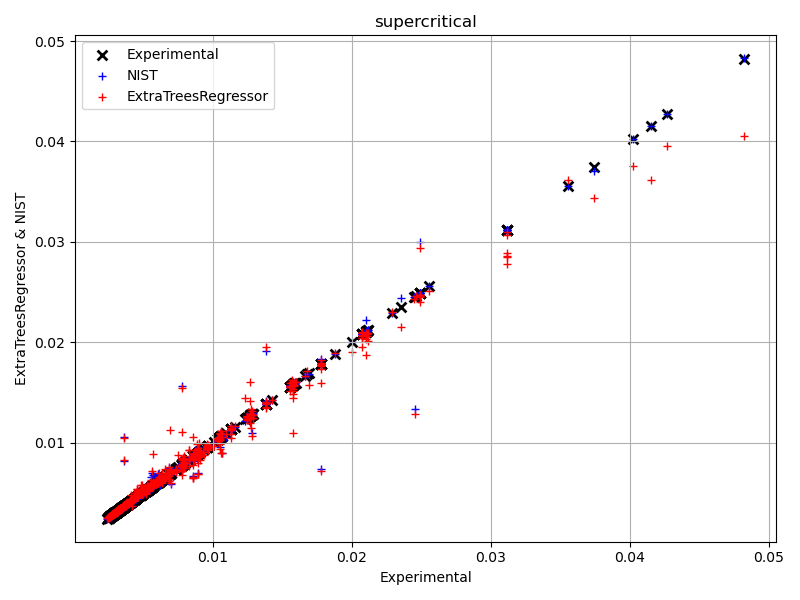 supercritical
Experimental
NIST
ExtraTreesRegressor
ExtraTreesRegressor & NIST
0.05
0.04
0.03
0.02
0.01
0.01 0.02 0.03 0.04 0.05
Experimental